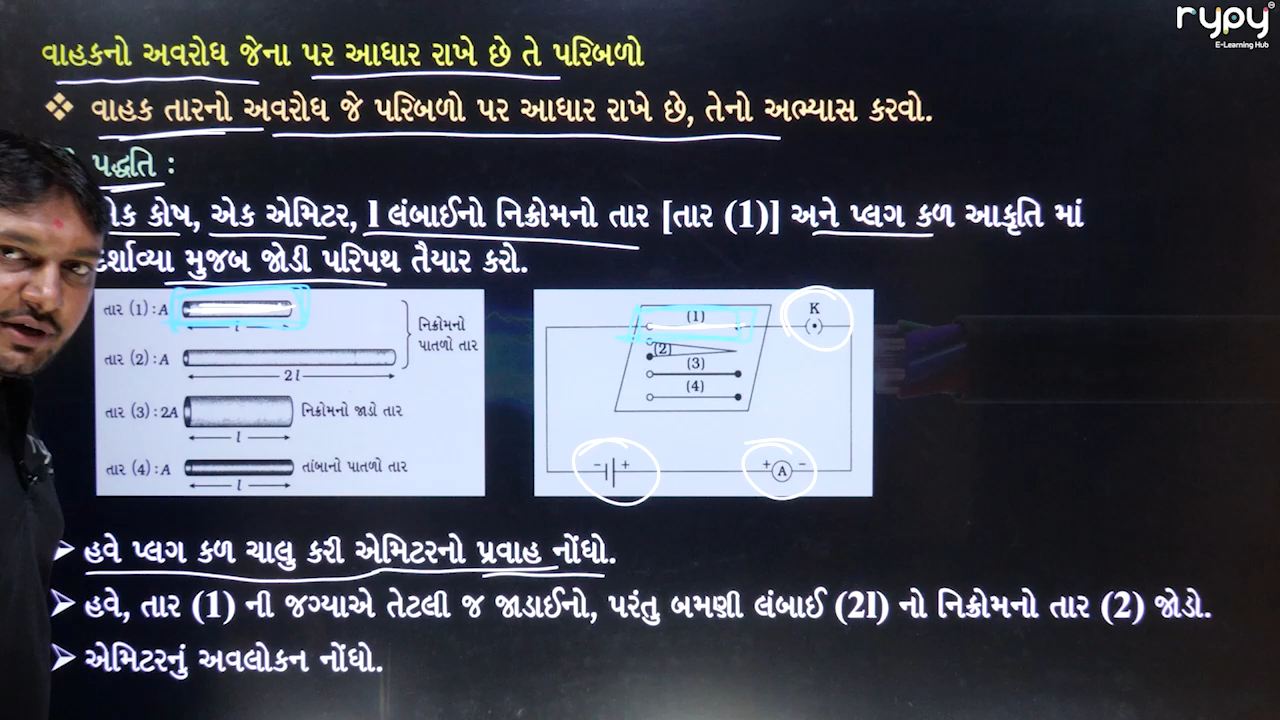 rypy
E-Learning Hub
વાહકનો અવરોધ જેના પર આધાર રાખે છે તે પરિબળો
❖ વાહક તારનો અવરોધ જે પરિબળો પર આધાર રાખે છે, તેનો અભ્યાસ કરવો.
પદ્ધતિ :
કોષ, એક એમિટર, l લંબાઈનો નિક્રોમનો તાર [તાર (1)] અને પ્લગ કળ આકૃતિ માં
મુજબ જોડી પરિપથ તૈયાર કરો.
તાર (1) : A
l
તાર (2) : A
2l
નિક્રોમનો
પાતળો તાર
તાર (3) : 2A
નિક્રોમનો જાડો તાર
l
તાર (4) : A
તાંબાનો પાતળો તાર
l
(1)
(2)
(3)
(4)
K
− +
+ A −
➢ હવે પ્લગ કળ ચાલુ કરી એમિટરનો પ્રવાહ નોંધો.
➢ હવે, તાર (1) ની જગ્યાએ તેટલી જ જાડાઈનો, પરંતુ બમણી લંબાઈ (2l) નો નિક્રોમનો તાર (2) જોડો.
➢ એમિટરનું અવલોકન નોંધો.